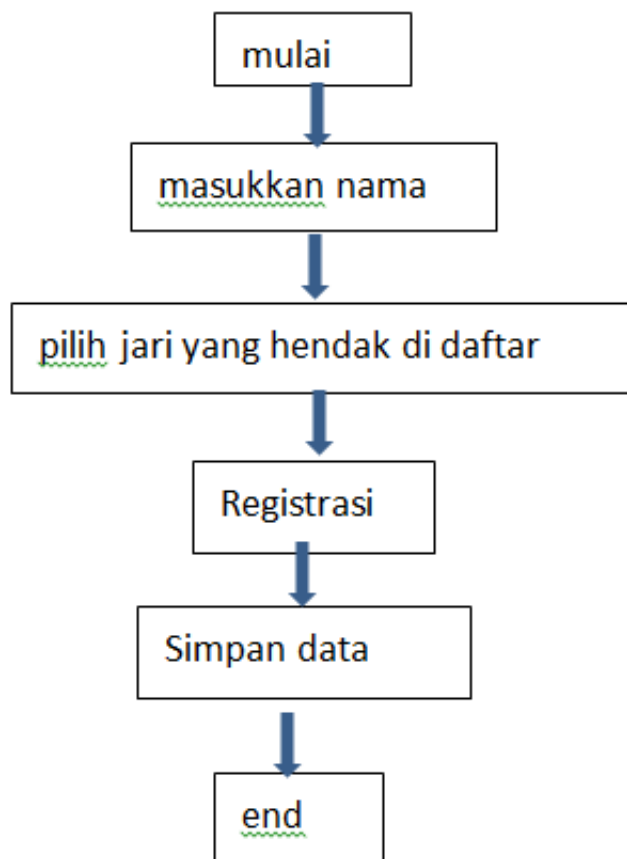 mulai
masukkan nama
pilih jari yang hendak di daftar
Registrasi
Simpan data
end